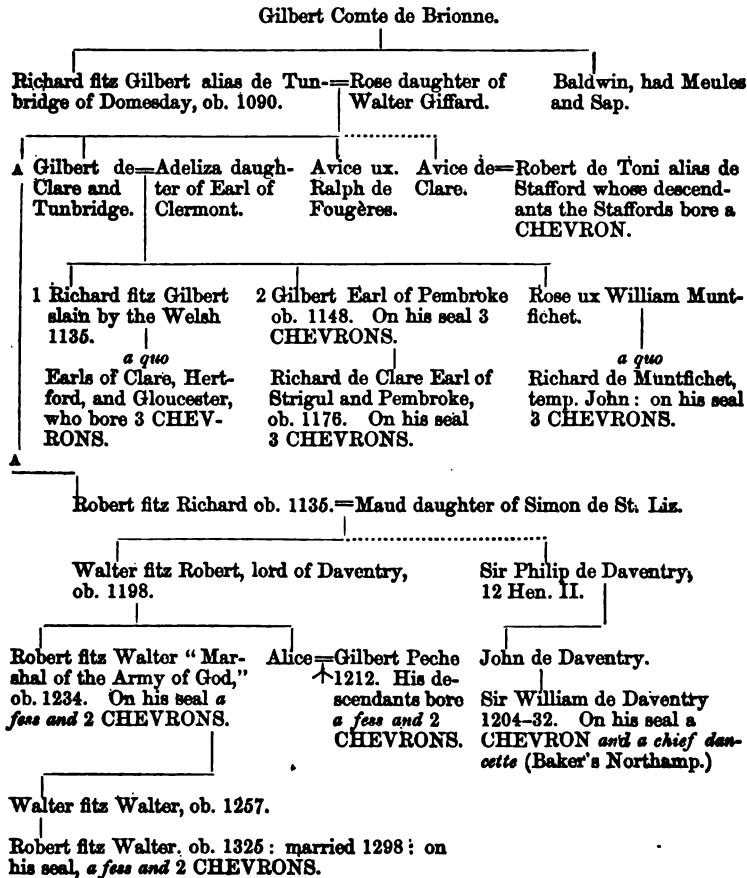 Gilbert Comte de Brionne.
Richard fitz Gilbert alias de Tun-
bridge of Domesday, ob. 1090.
Rose daughter of
Walter Giffard.
Baldwin, had Meules
and Sap.
A
Gilbert de
Clare and
Tunbridge.
Adeliza daugh-
ter of Earl of
Clermont.
Avice ux.
Ralph de
Fougères.
Avice de
Clare.
Robert de Toni alias de
Stafford whose descend-
ants the Staffords bore a
CHEVRON.
1 Richard fitz Gilbert
slain by the Welsh
1135.
a quo
Earls of Clare, Hert-
ford, and Gloucester,
who bore 3 CHEV-
RONS.
2 Gilbert Earl of Pembroke
ob. 1148. On his seal 3
CHEVRONS.
Richard de Clare Earl of
Strigul and Pembroke,
ob. 1176. On his seal
3 CHEVRONS.
Rose ux William Munt-
fichet.
a quo
Richard de Muntfichet,
temp. John : on his seal
3 CHEVRONS.
A
Robert fitz Richard ob. 1135.=Maud daughter of Simon de St. Liz.
Walter fitz Robert, lord of Daventry,
ob. 1198.
Sir Philip de Daventry,
12 Hen. II.
Robert fitz Walter “Mar-
shal of the Army of God,”
ob. 1234. On his seal a
fess and 2 CHEVRONS.
Alice=Gilbert Peche
1212. His de-
scendants bore
a fess and 2
CHEVRONS.
John de Daventry.
Sir William de Daventry
1204–32. On his seal a
CHEVRON and a chief dan-
cette (Baker's Northamp.)
Walter fitz Walter, ob. 1257.
Robert fitz Walter. ob. 1325 : married 1298 : on
his seal, a fess and 2 CHEVRONS.